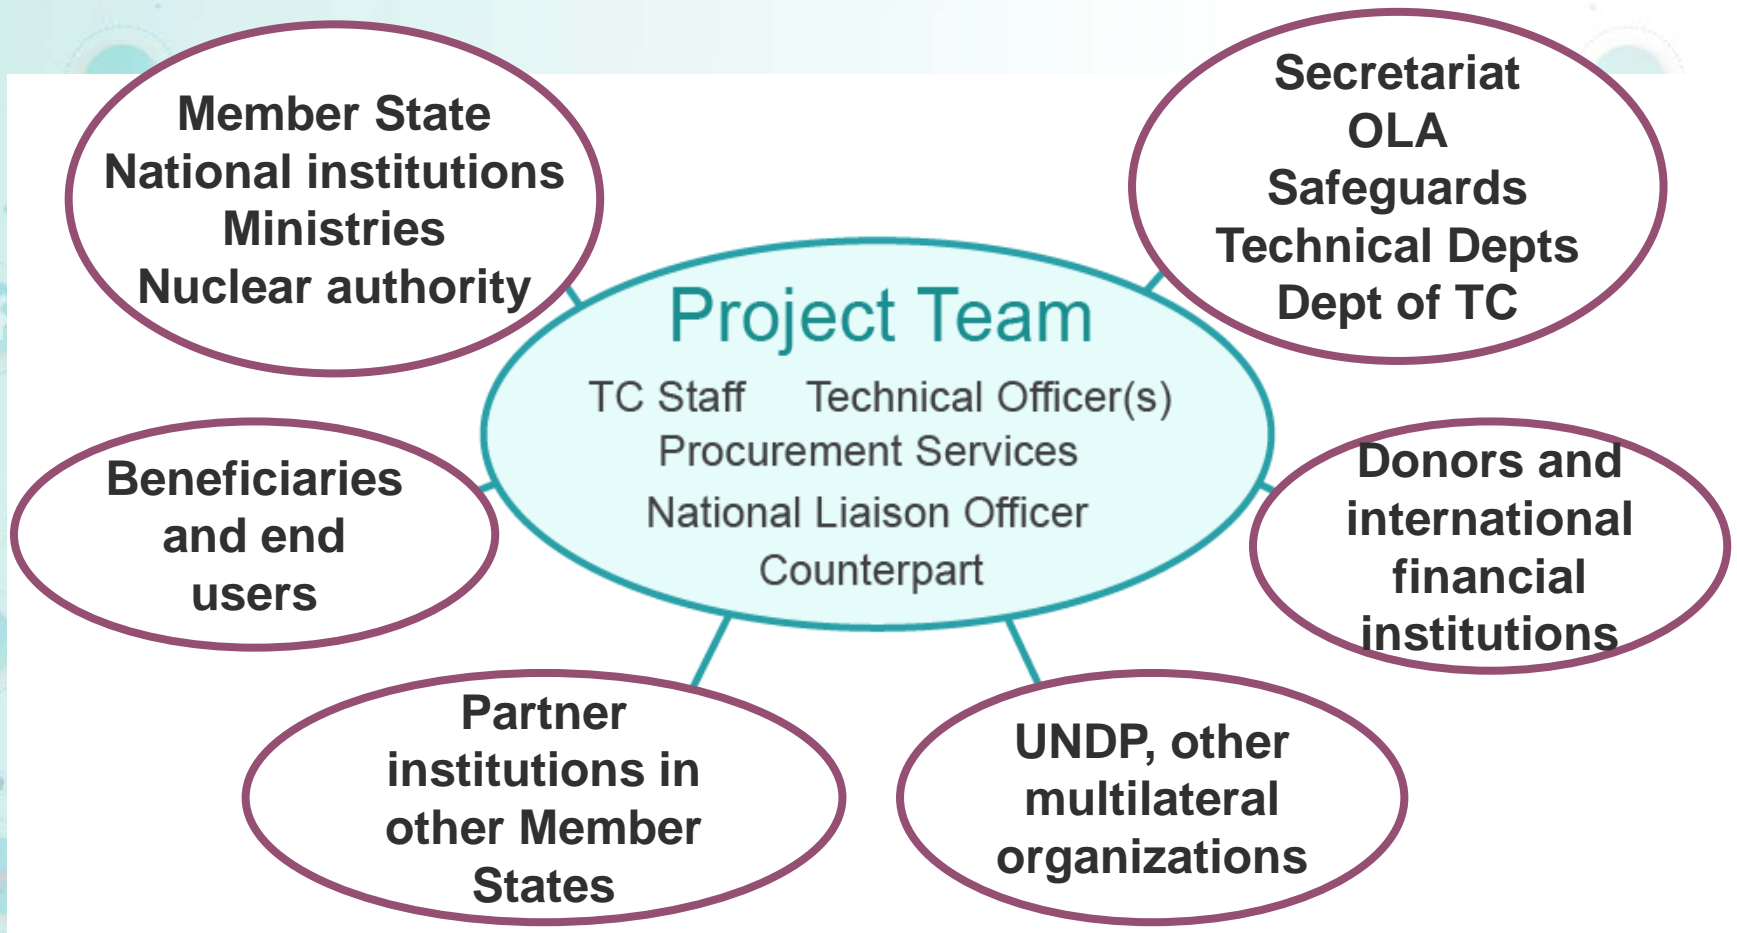 Member State
National institutions
Ministries
Nuclear authority
Secretariat
OLA
Safeguards
Technical Depts
Dept of TC
Project Team
TC Staff Technical Officer(s)
Procurement Services
National Liaison Officer
Counterpart
Beneficiaries
and end
users
Donors and
international
financial
institutions
Partner
institutions in
other Member
States
UNDP, other
multilateral
organizations